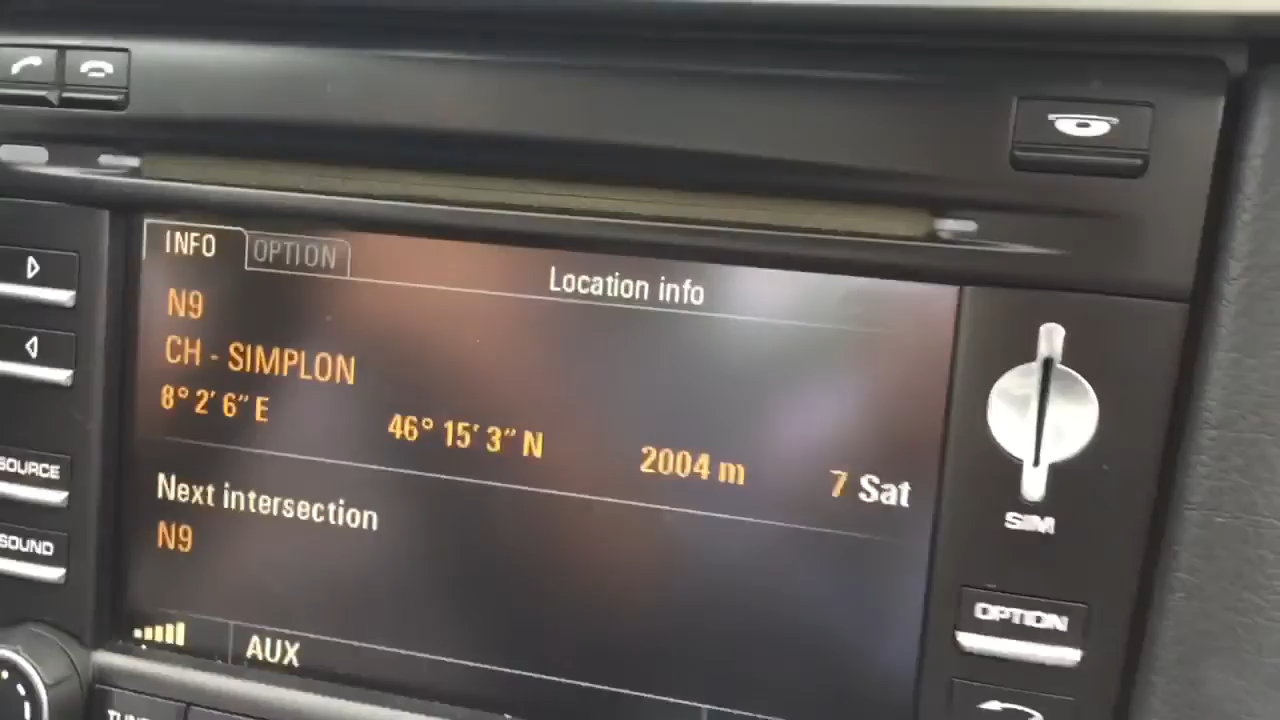 INFO OPTION
Location info
N9
CH - SIMPLON
8° 2' 6" E 46° 15' 3" N 2004 m 7 Sat
Next intersection
N9
AUX
SOURCE
SOUND
SIM
OPTION